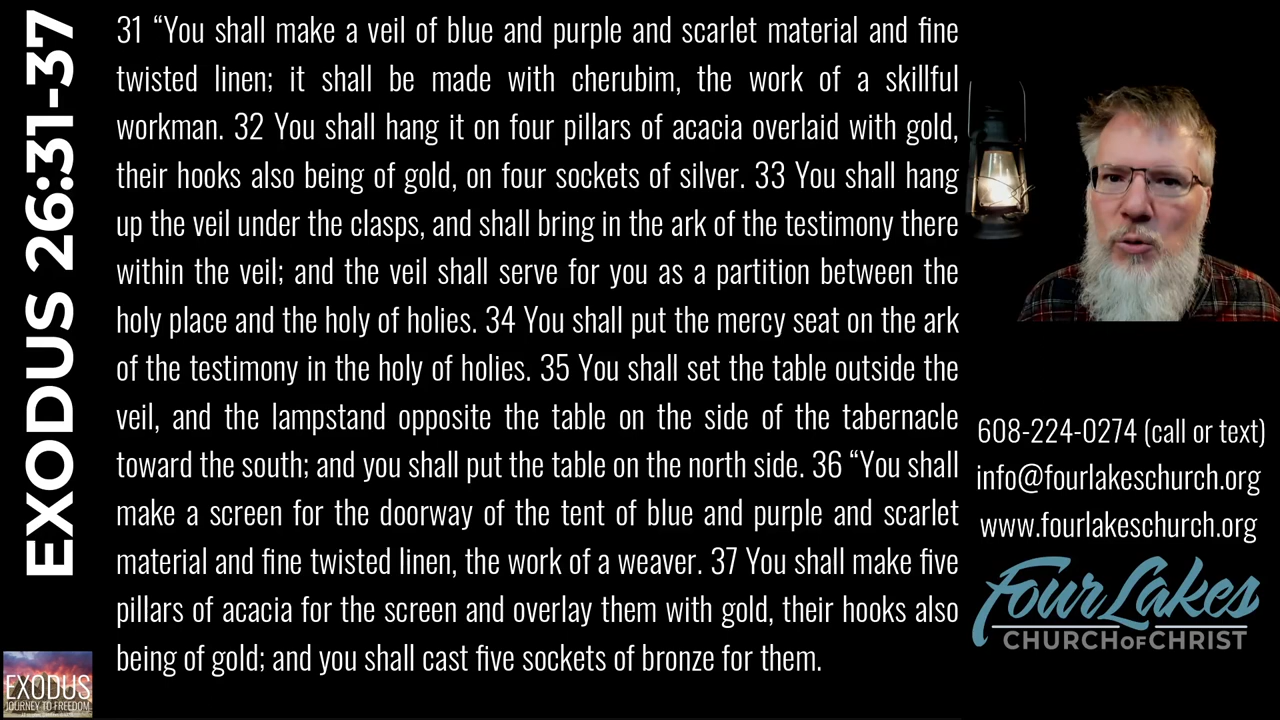 EXODUS 26:31-37
31 “You shall make a veil of blue and purple and scarlet material and fine
twisted linen; it shall be made with cherubim, the work of a skillful
workman. 32 You shall hang it on four pillars of acacia overlaid with gold,
their hooks also being of gold, on four sockets of silver. 33 You shall hang
up the veil under the clasps, and shall bring in the ark of the testimony there
within the veil; and the veil shall serve for you as a partition between the
holy place and the holy of holies. 34 You shall put the mercy seat on the ark
of the testimony in the holy of holies. 35 You shall set the table outside the
veil, and the lampstand opposite the table on the side of the tabernacle
toward the south; and you shall put the table on the north side. 36 “You shall
make a screen for the doorway of the tent of blue and purple and scarlet
material and fine twisted linen, the work of a weaver. 37 You shall make five
pillars of acacia for the screen and overlay them with gold, their hooks also
being of gold; and you shall cast five sockets of bronze for them.
608-224-0274 (call or text)
info@fourlakeschurch.org
www.fourlakeschurch.org
Four Lakes
CHURCH OF CHRIST
EXODUS
JOURNEY TO FREEDOM